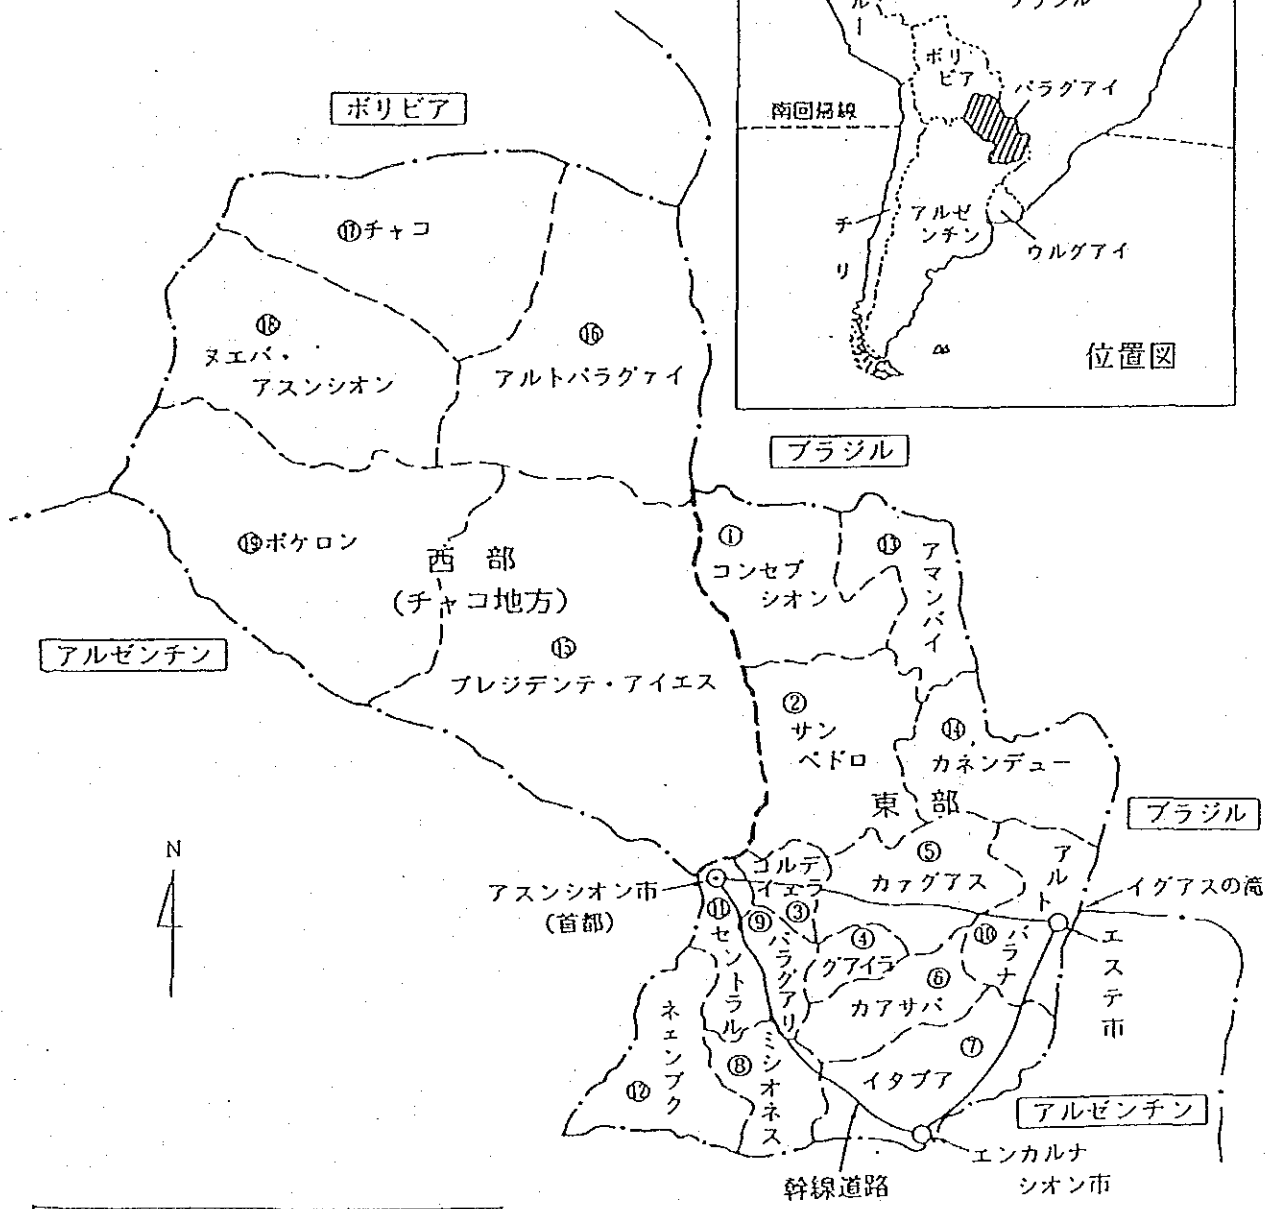 ルー
ブラジル
ボリビア
パラグアイ
南回帰線
チリ
アルゼンチン
ウルグアイ
位置図
ボリビア
⑰チャコ
⑱
ヌエバ・
アスンシオン
⑯
アルトパラグァイ
ブラジル
⑲ボケロン
西部
(チャコ地方)
①
コンセプ
シオン
⑬
アマンバイ
アルゼンチン
⑮
プレジデンテ・アイエス
②
サン
ペドロ
⑭
カネンデュー
東部
ブラジル
N
コルデ
イェラ
③
⑤
カァグアス
アルト
パラナ
⑩
イグアスの滝
アスンシオン市
(首都)
⑪
セントラル
⑨
パラグアリ
④
グアイラ
⑥
カアサパ
エステ市
ネェンブク
⑫
⑧
ミシオネス
⑦
イタプア
アルゼンチン
エンカルナ
シオン市
幹線道路